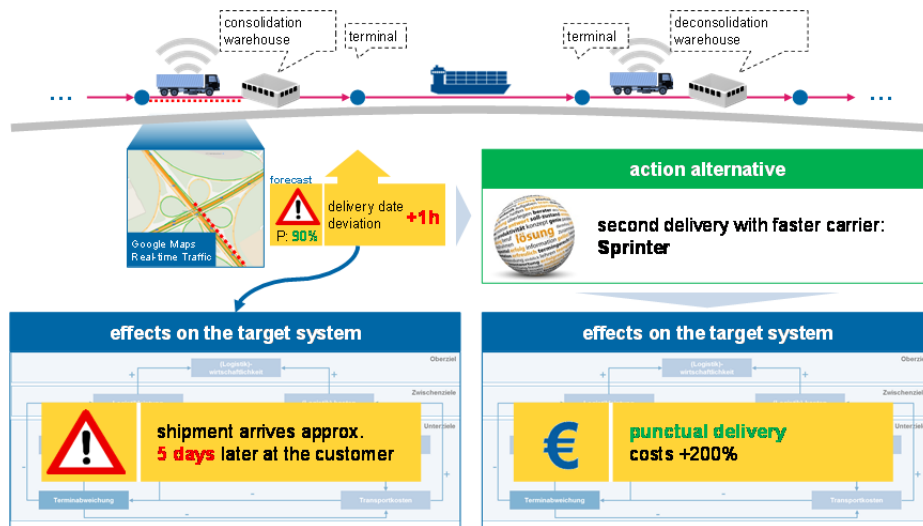 consolidation
warehouse
terminal
terminal
deconsolidation
warehouse
...
...
Google Maps
Real-time Traffic
forecast
P: 90%
delivery date
deviation
+1h
action alternative
lösung
second delivery with faster carrier:
Sprinter
effects on the target system
Oberziel
(Logistik)-
wirtschaftlichkeit
+
+
Zwischenziele
Unterziele
shipment arrives approx.
5 days later at the customer
+
-
-
Terminabweichung
Transportkosten
-
effects on the target system
Oberziel
(Logistik)-
wirtschaftlichkeit
+
+
Zwischenziele
Unterziele
€
punctual delivery
costs +200%
+
-
-
Terminabweichung
Transportkosten
-